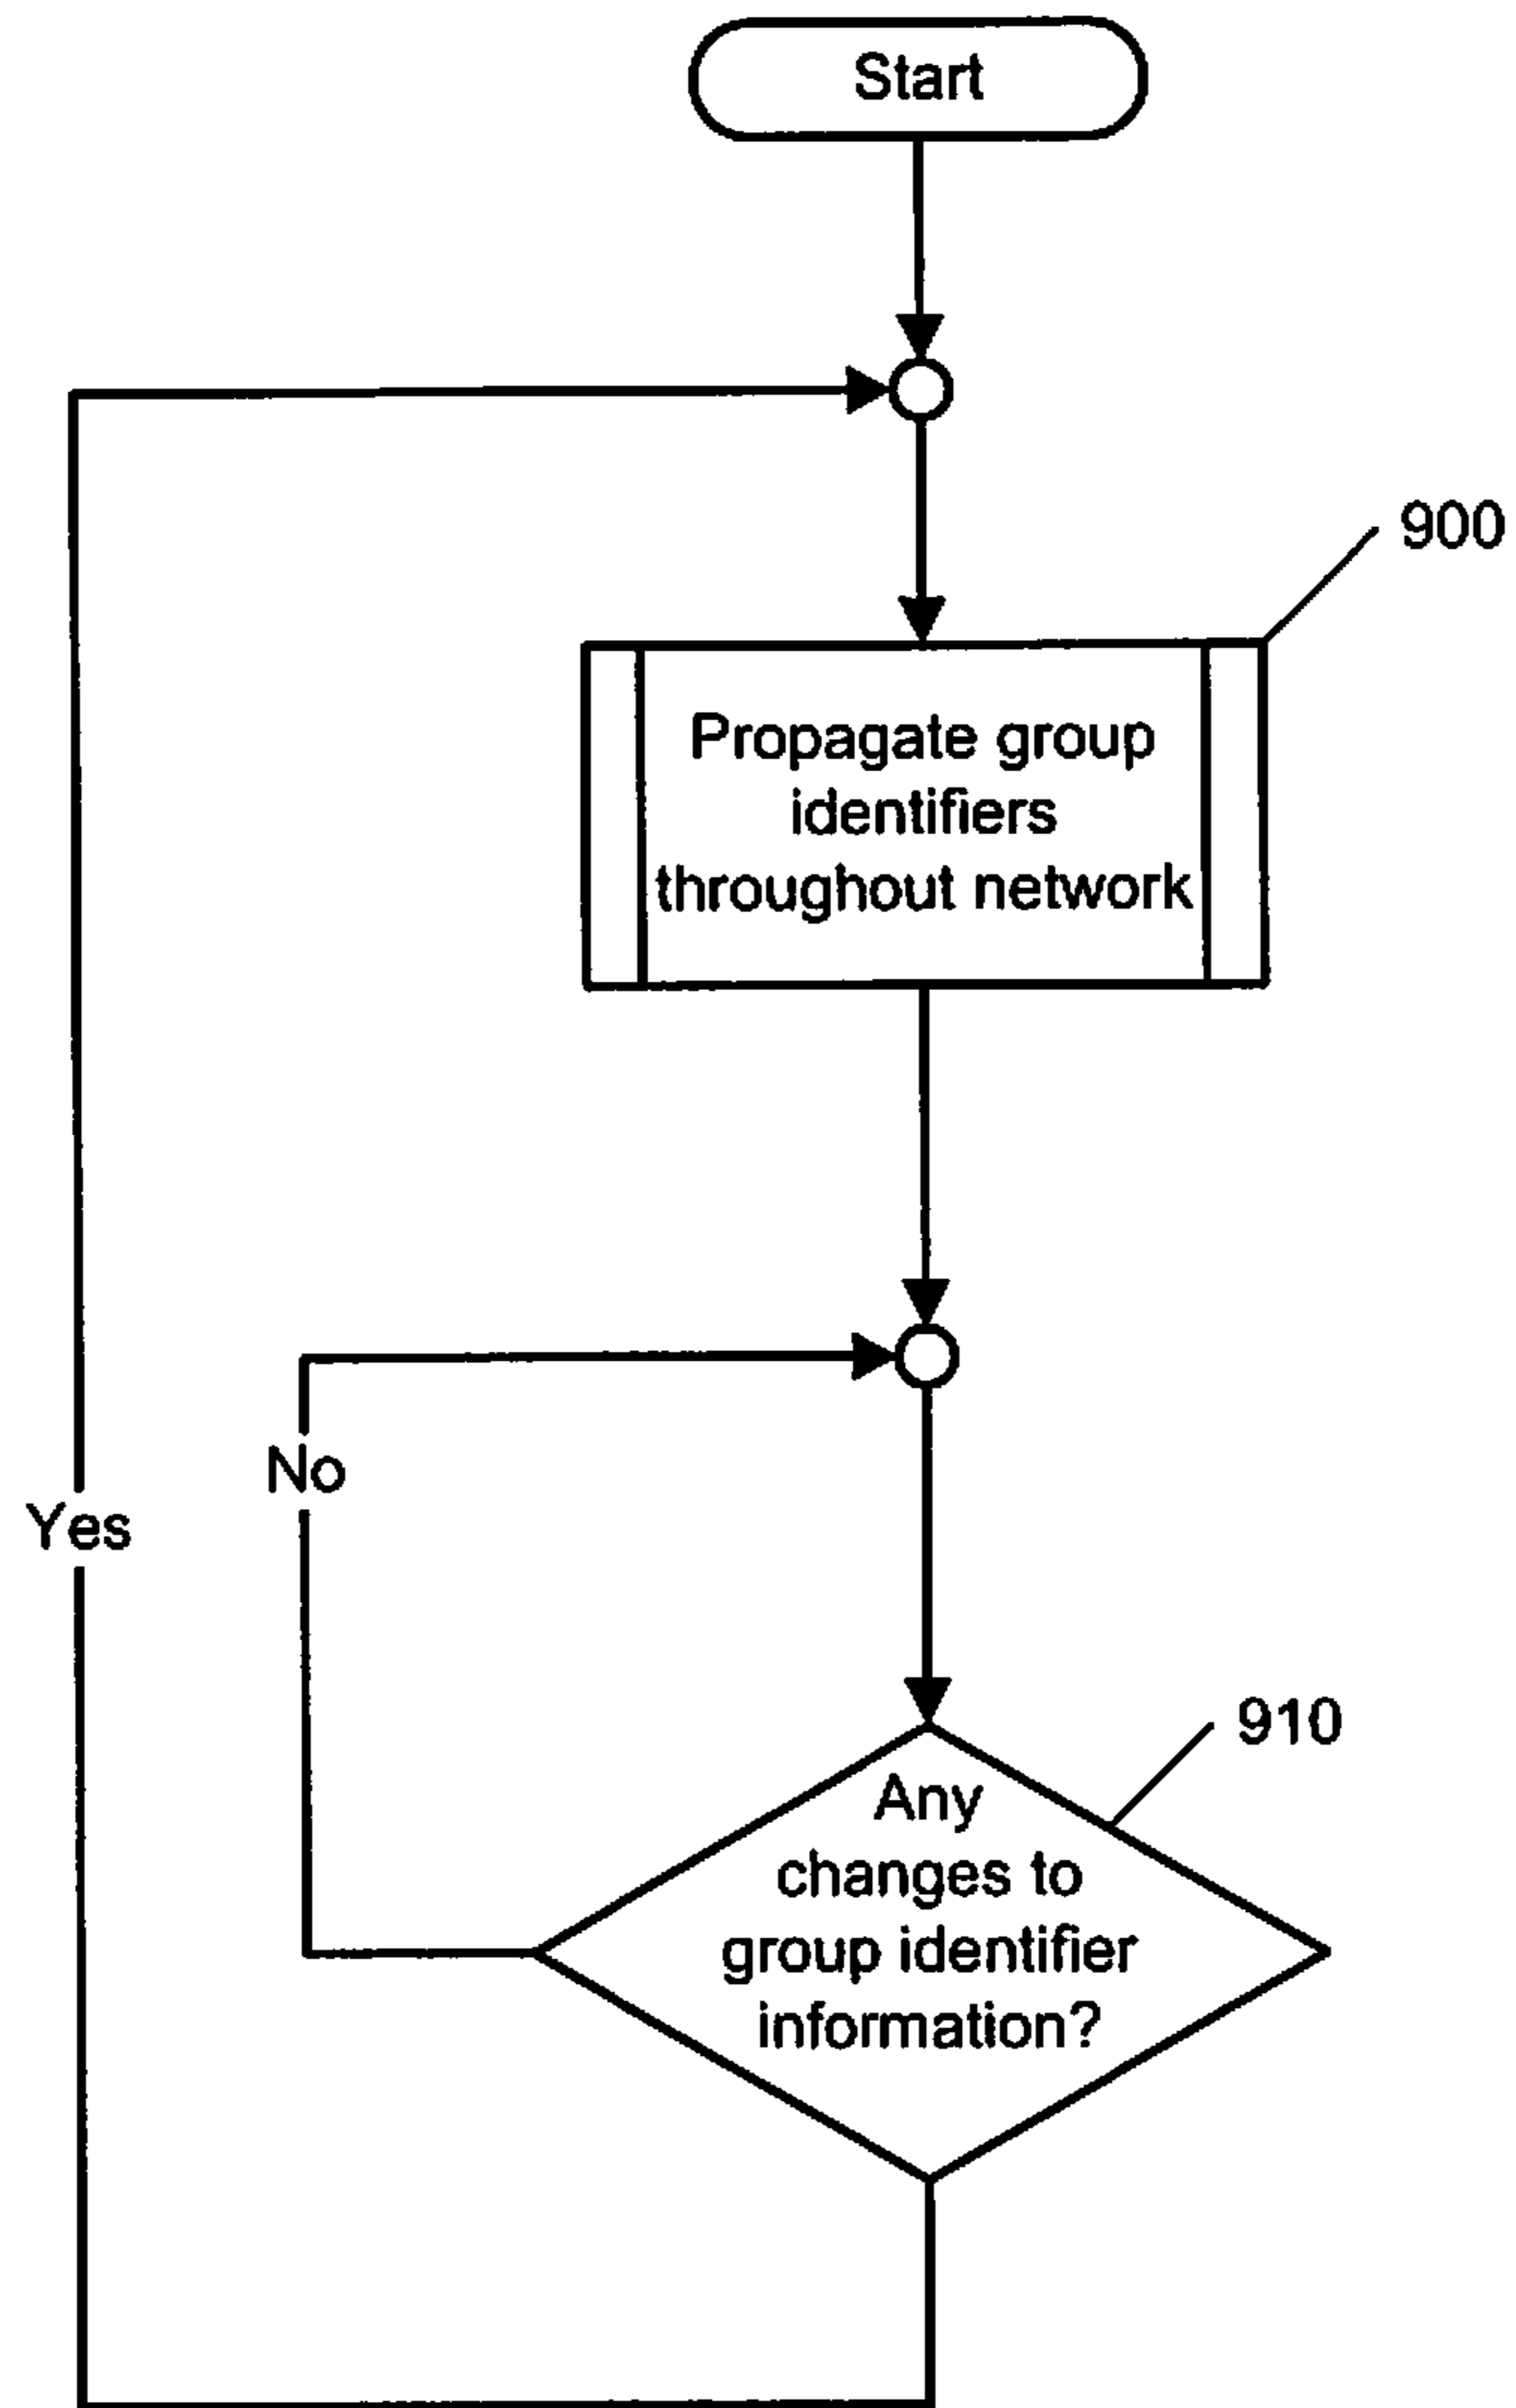 Start
900
Propagate group
identifiers
throughout network
No
Yes
910
Any
changes to
group identifier
information?